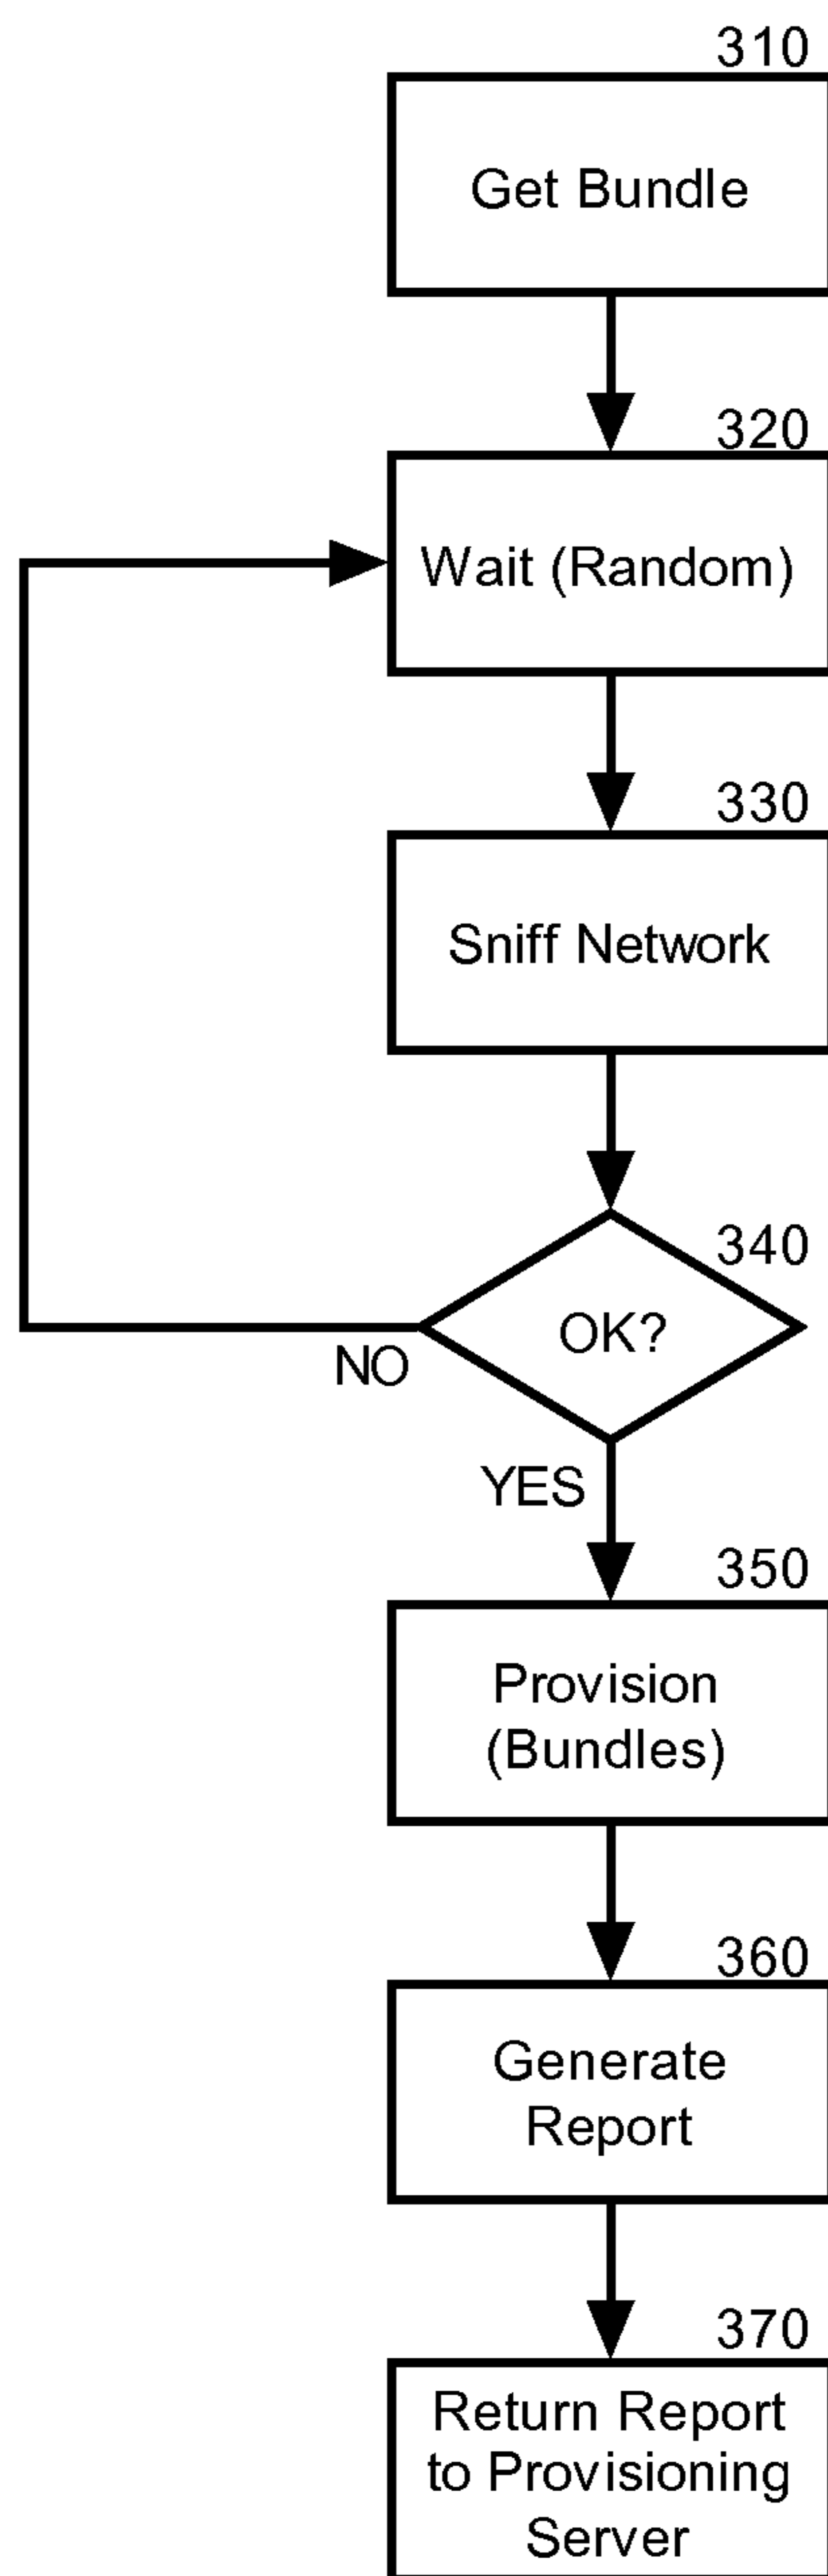 310
Get Bundle
320
Wait (Random)
330
Sniff Network
340
OK?
NO
YES
350
Provision
(Bundles)
360
Generate
Report
370
Return Report
to Provisioning
Server